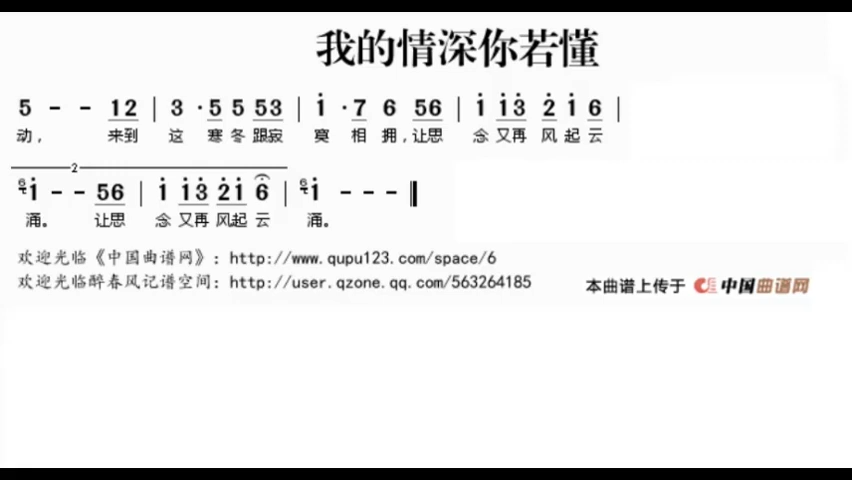 我的情深你若懂
5 - - 12 | 3 ·5 5 53 | i ·7 6 56 | i i3 2 i 6 |
动， 来到 这 寒冬跟寂 寞 相 拥，让思 念又再 风起云
2
6i - - 56 | i i3 2i 6 | 6i - - - ‖
涌。 让思 念又再 风起云 涌。
欢迎光临《中国曲谱网》：http://www.qupu123.com/space/6
欢迎光临醉春风记谱空间：http://user.qzone.qq.com/563264185
本曲谱上传于 中国曲谱网